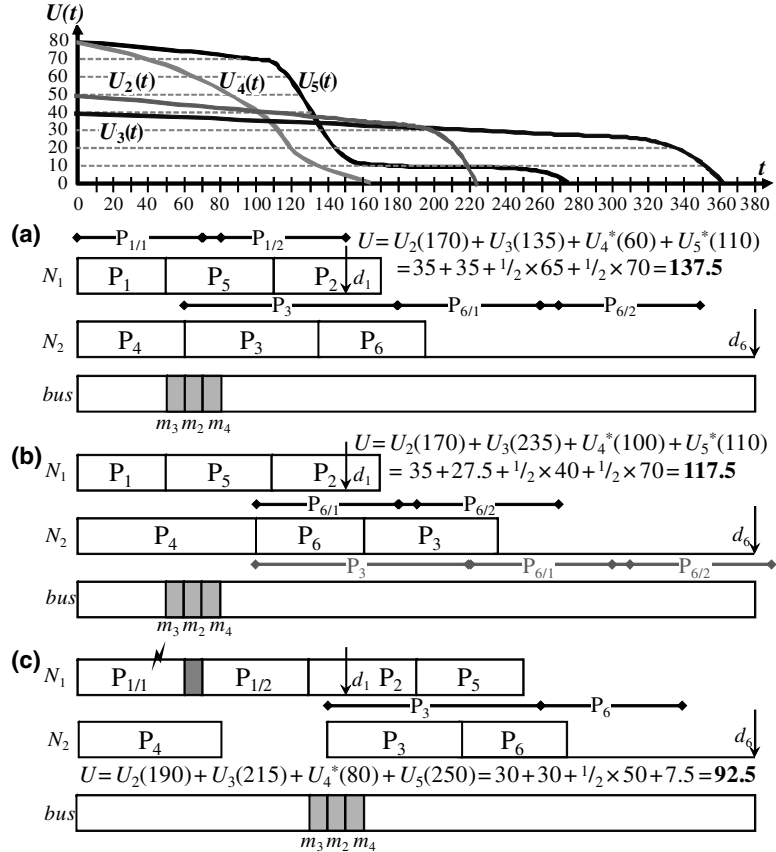 U(t)
80
70
60
50
40
30
20
10
0
U2(t)
U4(t)
U5(t)
U3(t)
t
0 20 40 60 80 100 120 140 160 180 200 220 240 260 280 300 320 340 360 380
(a)
P1/1 P1/2
U = U2(170) + U3(135) + U4*(60) + U5*(110)
= 35 + 35 + 1/2 × 65 + 1/2 × 70 = 137.5
N1 P1 P5 P2 d1
P3 P6/1 P6/2
N2 P4 P3 P6 d6
bus
m3 m2 m4
(b)
U = U2(170) + U3(235) + U4*(100) + U5*(110)
= 35 + 27.5 + 1/2 × 40 + 1/2 × 70 = 117.5
N1 P1 P5 P2 d1
P6/1 P6/2
N2 P4 P6 P3 d6
P3 P6/1 P6/2
bus
m3 m2 m4
(c)
N1 P1/1 P1/2 d1 P2 P5
P3 P6
N2 P4 P3 P6 d6
U = U2(190) + U3(215) + U4*(80) + U5(250) = 30 + 30 + 1/2 × 50 + 7.5 = 92.5
bus
m3 m2 m4